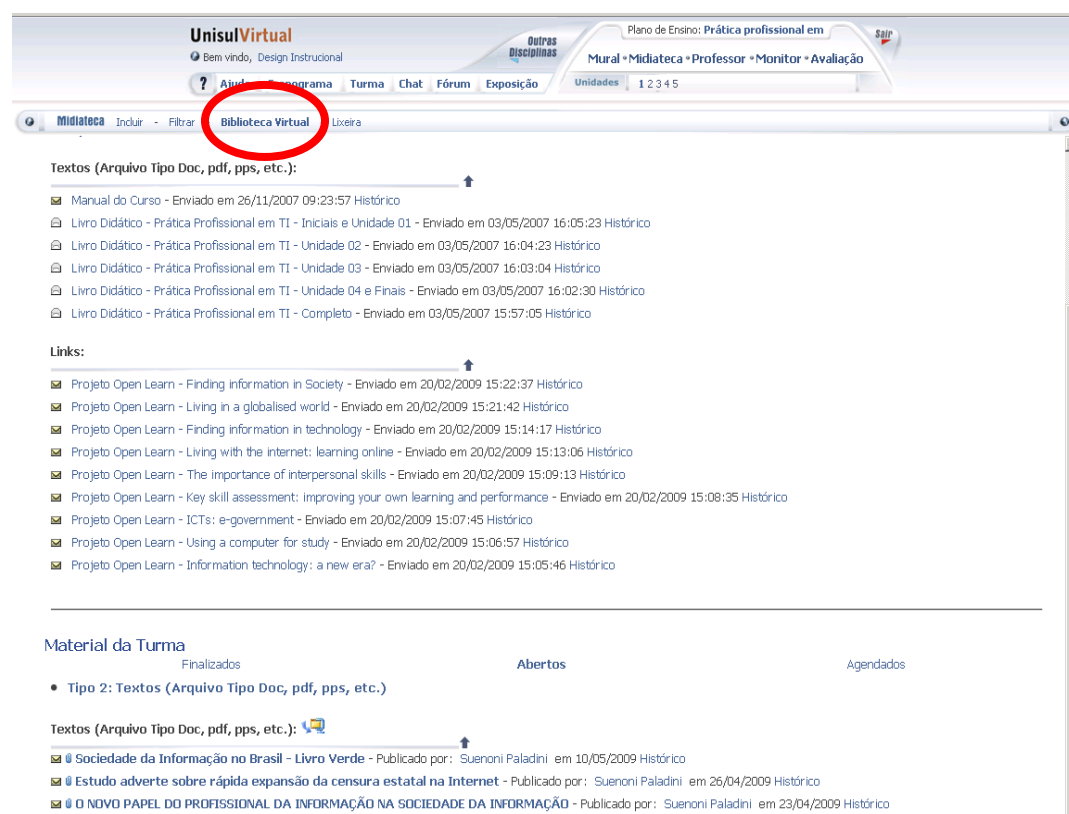 UnisulVirtual
Bem vindo, Design Instrucional
Outras Disciplinas
Plano de Ensino: Prática profissional em
Sair
Mural Midiateca Professor Monitor Avaliação
? Ajuda Cronograma Turma Chat Fórum Exposição
Unidades 1 2 3 4 5
Midiateca Incluir - Filtrar Biblioteca Virtual Lixeira
Textos (Arquivo Tipo Doc, pdf, pps, etc.):
Manual do Curso - Enviado em 26/11/2007 09:23:57 Histórico
Livro Didático - Prática Profissional em TI - Iniciais e Unidade 01 - Enviado em 03/05/2007 16:05:23 Histórico
Livro Didático - Prática Profissional em TI - Unidade 02 - Enviado em 03/05/2007 16:04:23 Histórico
Livro Didático - Prática Profissional em TI - Unidade 03 - Enviado em 03/05/2007 16:03:04 Histórico
Livro Didático - Prática Profissional em TI - Unidade 04 e Finais - Enviado em 03/05/2007 16:02:30 Histórico
Livro Didático - Prática Profissional em TI - Completo - Enviado em 03/05/2007 15:57:05 Histórico
Links:
Projeto Open Learn - Finding information in Society - Enviado em 20/02/2009 15:22:37 Histórico
Projeto Open Learn - Living in a globalised world - Enviado em 20/02/2009 15:21:42 Histórico
Projeto Open Learn - Finding information in technology - Enviado em 20/02/2009 15:14:17 Histórico
Projeto Open Learn - Living with the internet: learning online - Enviado em 20/02/2009 15:13:06 Histórico
Projeto Open Learn - The importance of interpersonal skills - Enviado em 20/02/2009 15:09:13 Histórico
Projeto Open Learn - Key skill assessment: improving your own learning and performance - Enviado em 20/02/2009 15:08:35 Histórico
Projeto Open Learn - ICTs: e-government - Enviado em 20/02/2009 15:07:45 Histórico
Projeto Open Learn - Using a computer for study - Enviado em 20/02/2009 15:06:57 Histórico
Projeto Open Learn - Information technology: a new era? - Enviado em 20/02/2009 15:05:46 Histórico
Material da Turma
Finalizados Abertos Agendados
• Tipo 2: Textos (Arquivo Tipo Doc, pdf, pps, etc.)
Textos (Arquivo Tipo Doc, pdf, pps, etc.):
Sociedade da Informação no Brasil - Livro Verde - Publicado por: Suenoni Paladini em 10/05/2009 Histórico
Estudo adverte sobre rápida expansão da censura estatal na Internet - Publicado por: Suenoni Paladini em 26/04/2009 Histórico
O NOVO PAPEL DO PROFISSIONAL DA INFORMAÇÃO NA SOCIEDADE DA INFORMAÇÃO - Publicado por: Suenoni Paladini em 23/04/2009 Histórico